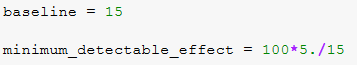 baseline = 15
minimum_detectable_effect = 100*5./15